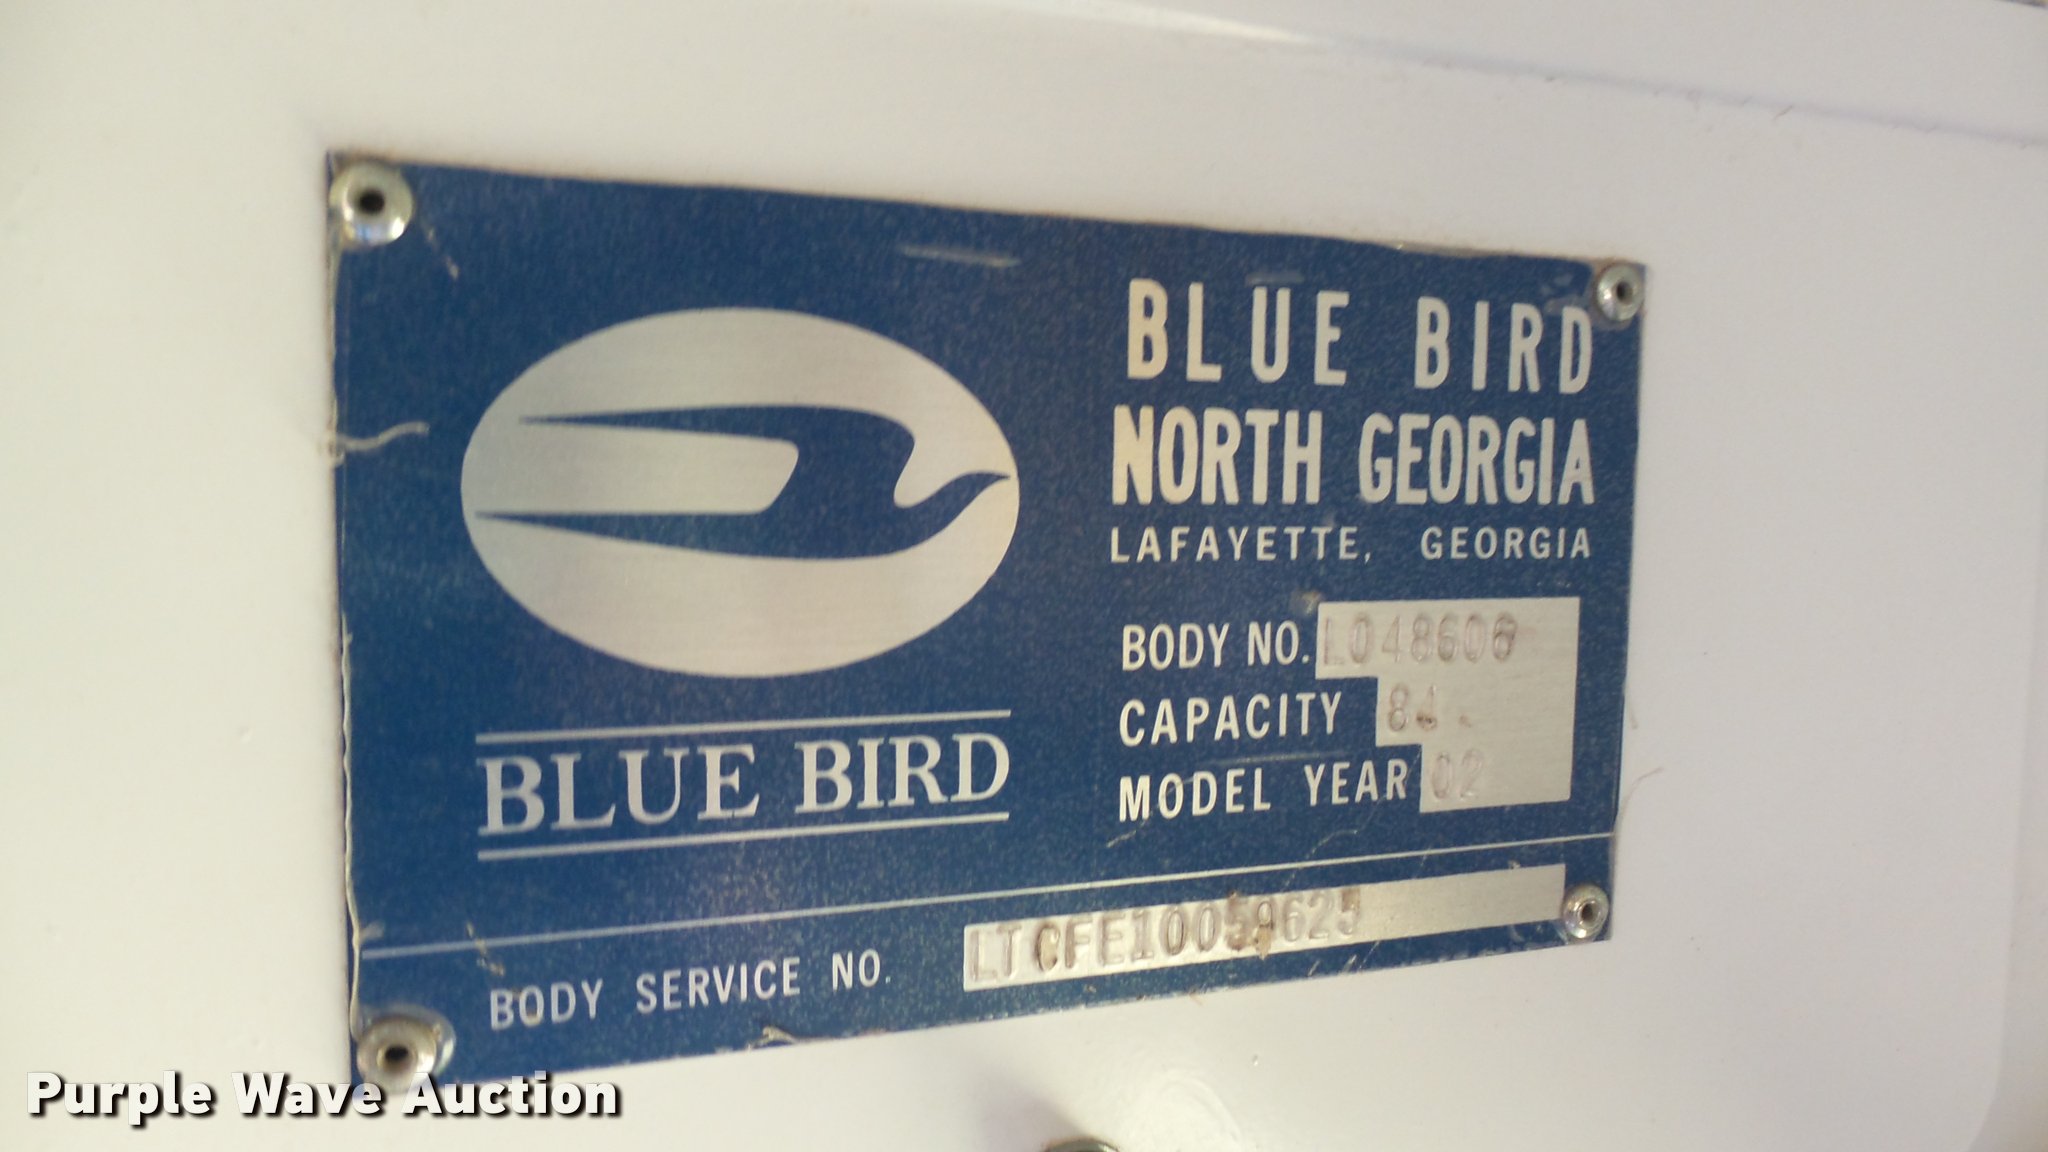 BLUE BIRD
NORTH GEORGIA
LAFAYETTE, GEORGIA
BODY NO. L048606
CAPACITY 84
MODEL YEAR 02
BLUE BIRD
BODY SERVICE NO. LTCFE10059625
Purple Wave Auction